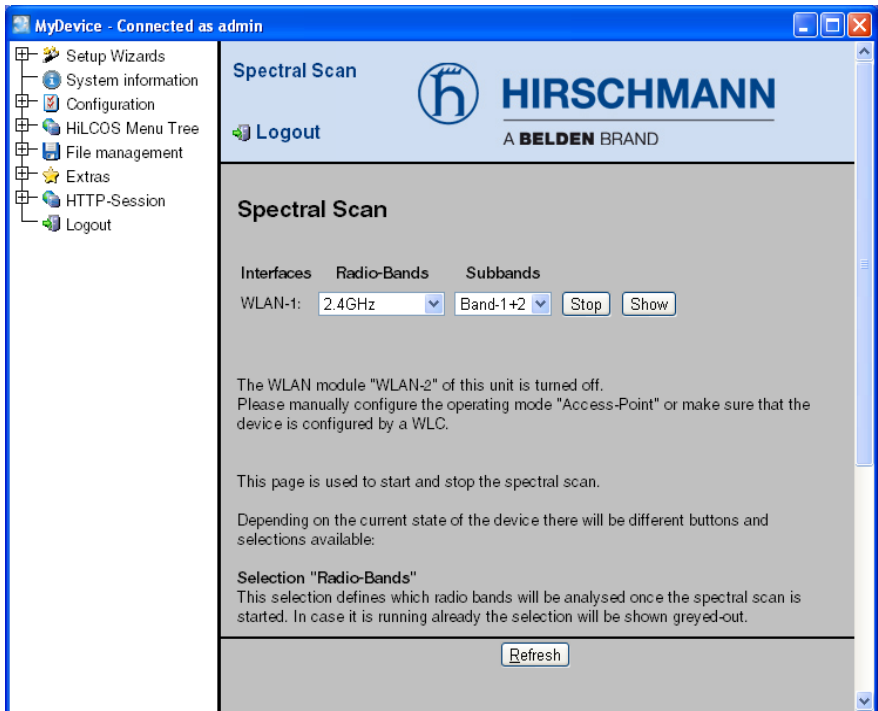 MyDevice - Connected as admin
Setup Wizards
System information
Configuration
HiLCOS Menu Tree
File management
Extras
HTTP-Session
Logout
Spectral Scan
Logout
HIRSCHMANN
A BELDEN BRAND
Spectral Scan
Interfaces Radio-Bands Subbands
WLAN-1: 2.4GHz Band-1+2 Stop Show
The WLAN module "WLAN-2" of this unit is turned off.
Please manually configure the operating mode "Access-Point" or make sure that the
device is configured by a WLC.
This page is used to start and stop the spectral scan.
Depending on the current state of the device there will be different buttons and
selections available:
Selection "Radio-Bands"
This selection defines which radio bands will be analysed once the spectral scan is
started. In case it is running already the selection will be shown greyed-out.
Refresh